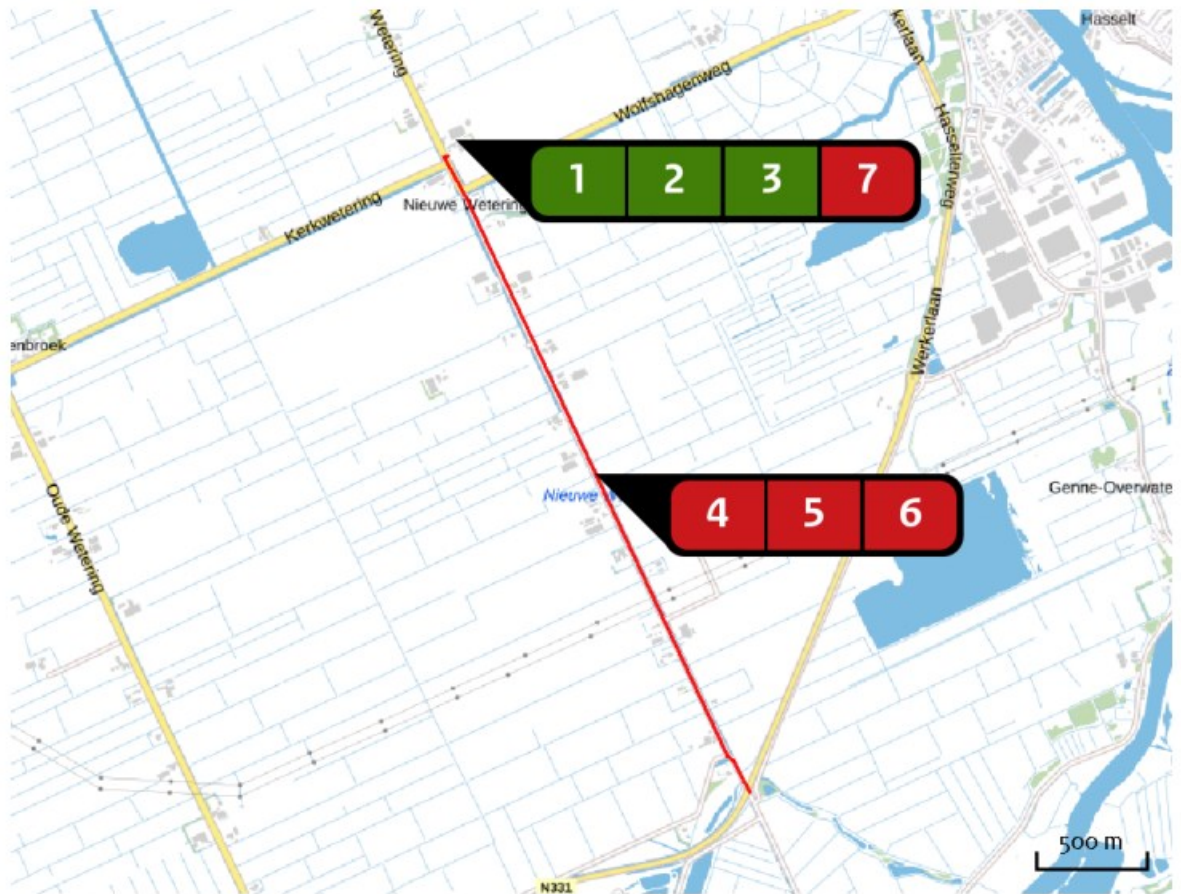 Hasselt
Wetering
kerlaan
Wolfshagenweg
Hasselterweg
1 2 3 7
Nieuwe Wetering
Kerkwetering
enbroek
Werkerlaan
Genne-Overwate
Nieuwe W
4 5 6
Oude Wetering
500 m
N331